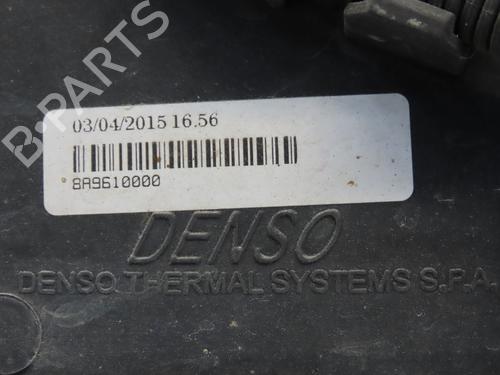 03/04/2015 16.56
8A9610000
DENSO
DENSO THERMAL SYSTEMS S.P.A.
B-PARTS